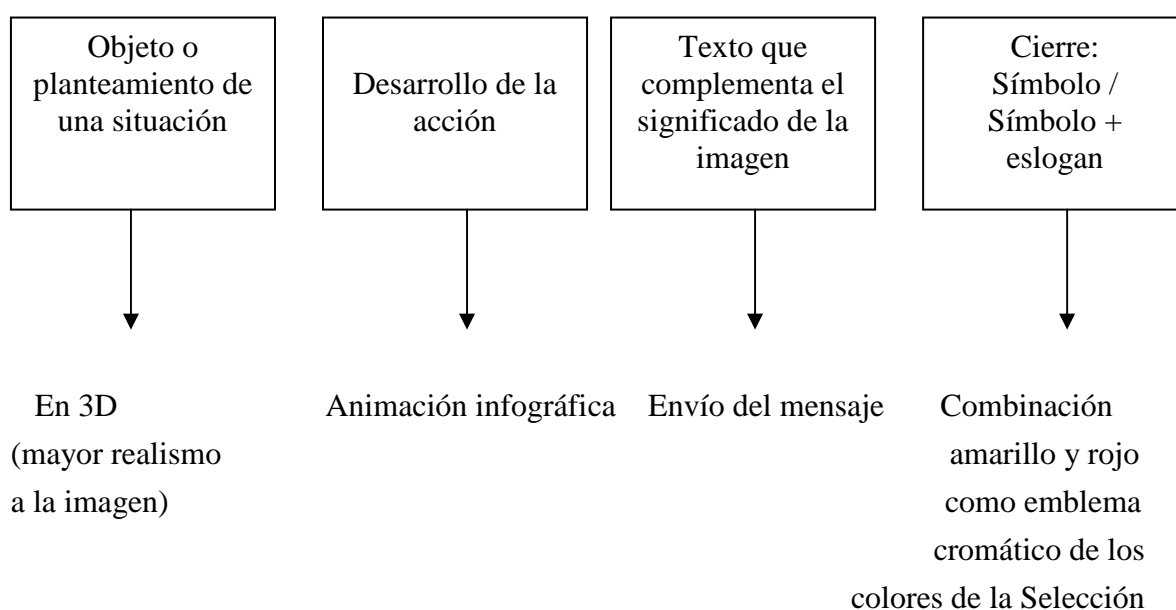 Objeto o
planteamiento de
una situación
Desarrollo de la
acción
Texto que
complementa el
significado de la
imagen
Cierre:
Símbolo /
Símbolo +
eslogan
En 3D
(mayor realismo
a la imagen)
Animación infográfica
Envío del mensaje
Combinación
amarillo y rojo
como emblema
cromático de los
colores de la Selección